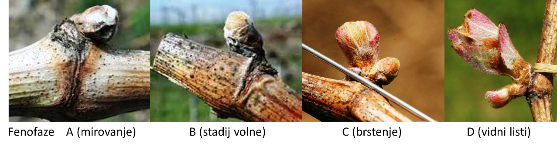 Fenofaze A (mirovanje) B (stadij volne) C (brstenje) D (vidni listi)